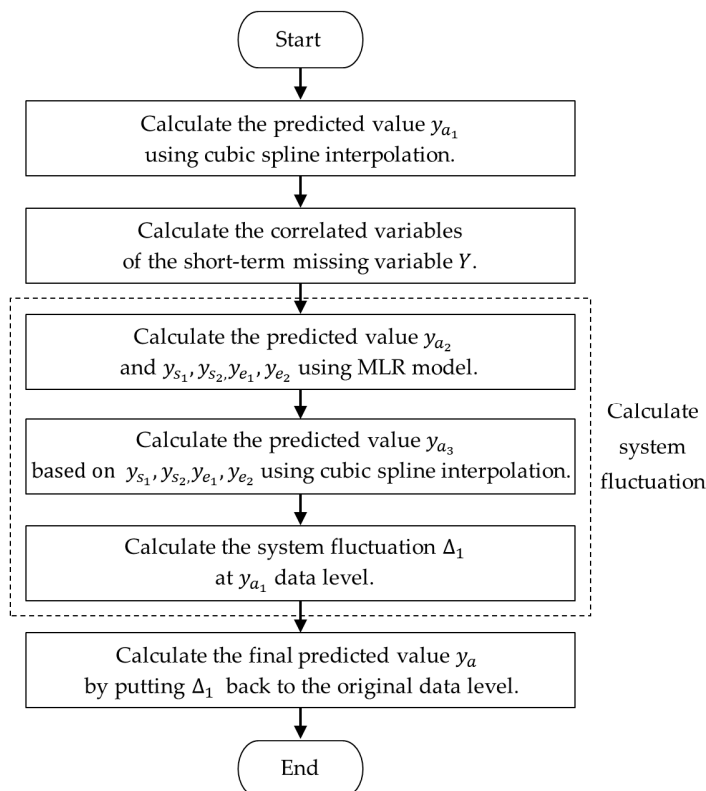 Start
Calculate the predicted value y_{a_1}
using cubic spline interpolation.
Calculate the correlated variables
of the short-term missing variable Y.
Calculate the predicted value y_{a_2}
and y_{s_1}, y_{s_2,} y_{e_1}, y_{e_2} using MLR model.
Calculate the predicted value y_{a_3}
based on y_{s_1}, y_{s_2,} y_{e_1}, y_{e_2} using cubic spline interpolation.
Calculate the system fluctuation Δ_1
at y_{a_1} data level.
Calculate
system
fluctuation
Calculate the final predicted value y_a
by putting Δ_1 back to the original data level.
End